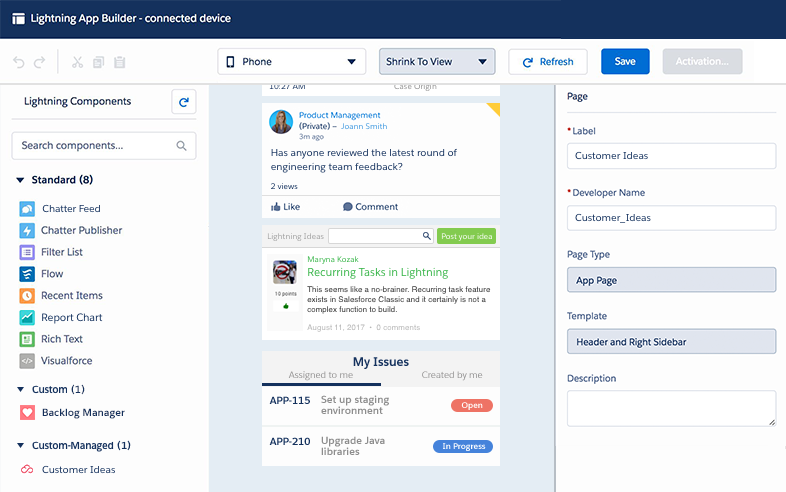 Lightning App Builder - connected device
Phone
Shrink To View
Refresh
Save
Activation...
Lightning Components
Search components...
Standard (8)
Chatter Feed
Chatter Publisher
Filter List
Flow
Recent Items
Report Chart
Rich Text
Visualforce
Custom (1)
Backlog Manager
Custom-Managed (1)
Customer Ideas
10:27 AM
Case Origin
Product Management
(Private) – Joann Smith
3m ago
Has anyone reviewed the latest round of
engineering team feedback?
2 views
Like
Comment
Lightning Ideas
Post your idea
Maryna Kozak
Recurring Tasks in Lightning
10 points
This seems like a no-brainer. Recurring task feature
exists in Salesforce Classic and it certainly is not a
complex function to build.
August 11, 2017 • 0 comments
My Issues
Assigned to me
Created by me
APP-115
Set up staging
environment
Open
APP-210
Upgrade Java
libraries
In Progress
Page
*Label
Customer Ideas
*Developer Name
Customer_Ideas
Page Type
App Page
Template
Header and Right Sidebar
Description